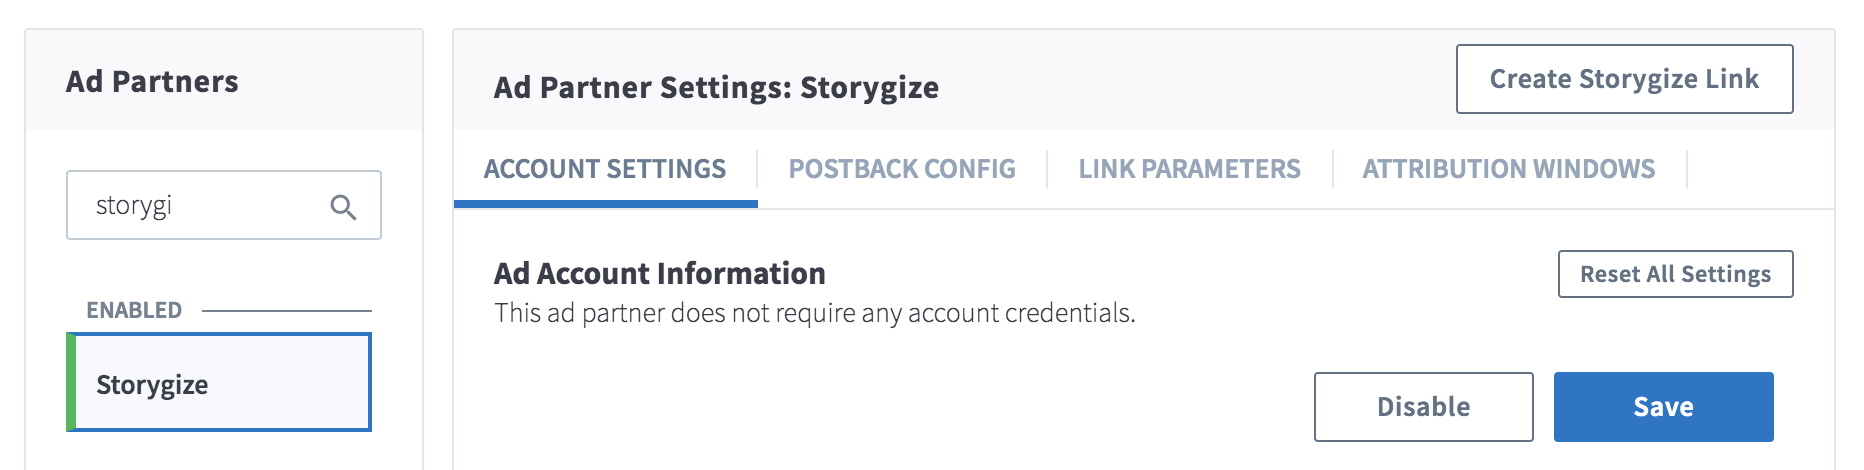 Ad Partners
storygi
ENABLED
Storygize
Ad Partner Settings: Storygize
Create Storygize Link
ACCOUNT SETTINGS
POSTBACK CONFIG
LINK PARAMETERS
ATTRIBUTION WINDOWS
Ad Account Information
Reset All Settings
This ad partner does not require any account credentials.
Disable
Save